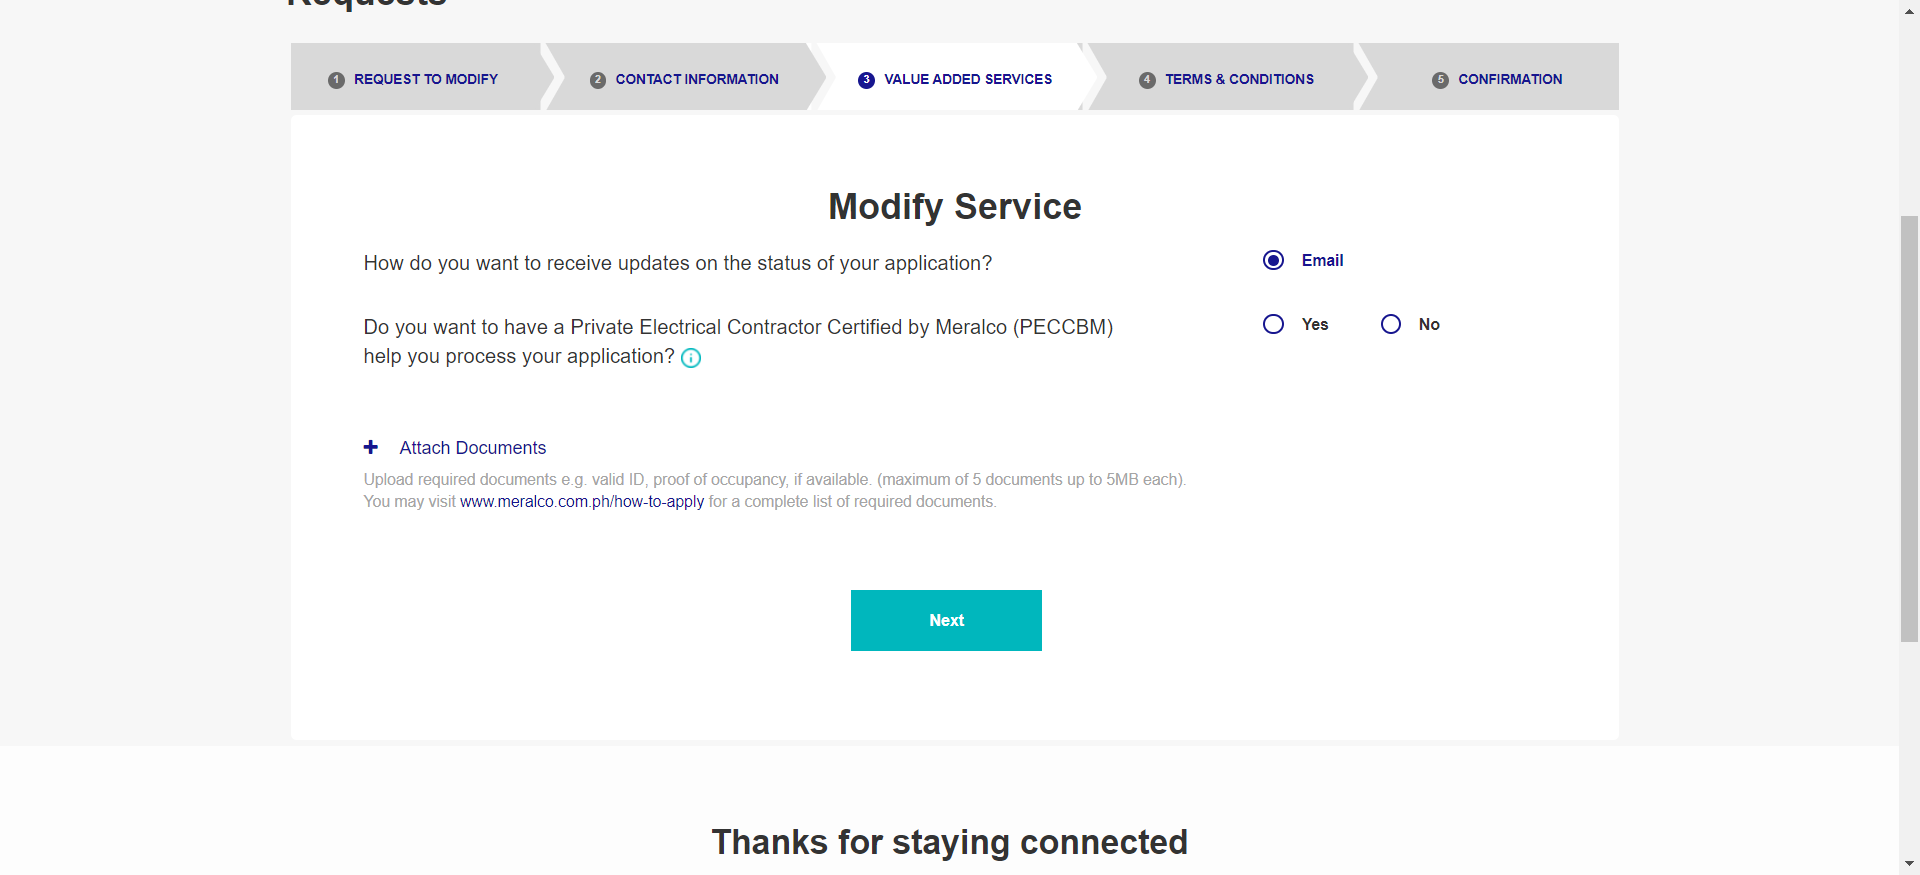 Requests
1 REQUEST TO MODIFY
2 CONTACT INFORMATION
3 VALUE ADDED SERVICES
4 TERMS & CONDITIONS
5 CONFIRMATION
Modify Service
How do you want to receive updates on the status of your application?
Email
Do you want to have a Private Electrical Contractor Certified by Meralco (PECCBM)
help you process your application?
Yes
No
Attach Documents
Upload required documents e.g. valid ID, proof of occupancy, if available. (maximum of 5 documents up to 5MB each).
You may visit www.meralco.com.ph/how-to-apply for a complete list of required documents.
Next
Thanks for staying connected